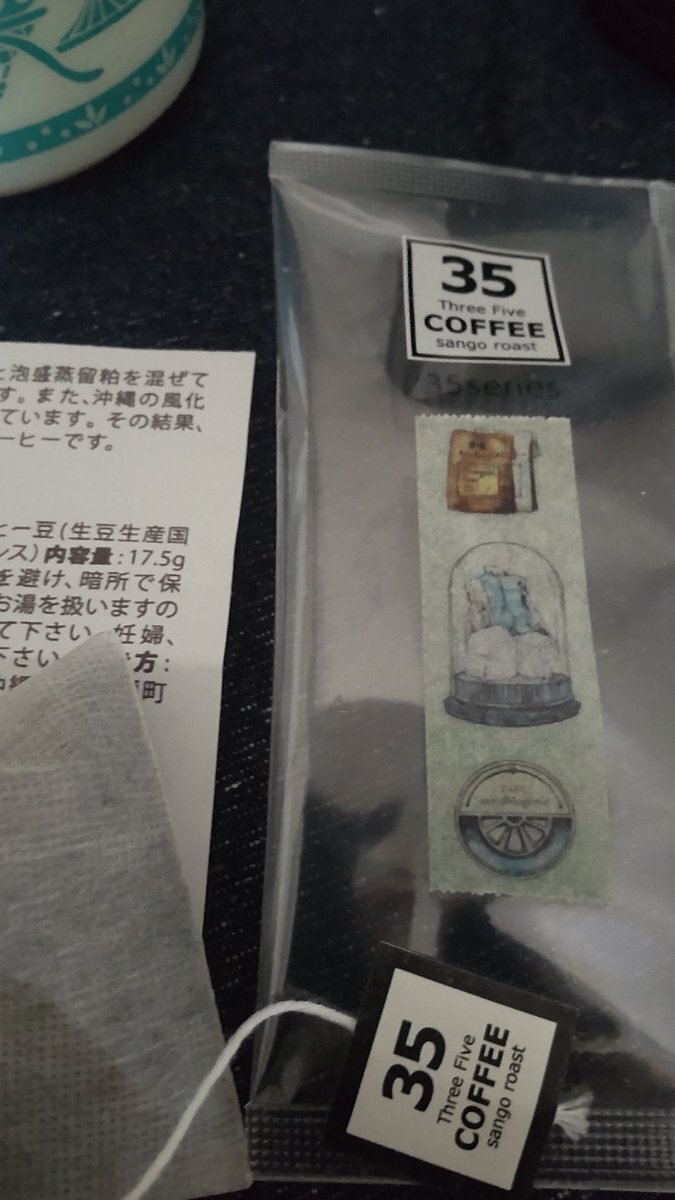 35
Three Five
COFFEE
sango roast
35series
と泡盛蒸留粕を混ぜて
す。また、沖縄の風化
ています。その結果、
ーヒーです。
ヒー豆(生豆生産国
ンス)内容量:17.5g
を避け、暗所で保
お湯を扱いますの
て下さい。妊婦、
下さい
方:
町
35
Three Five
COFFEE
sango roast